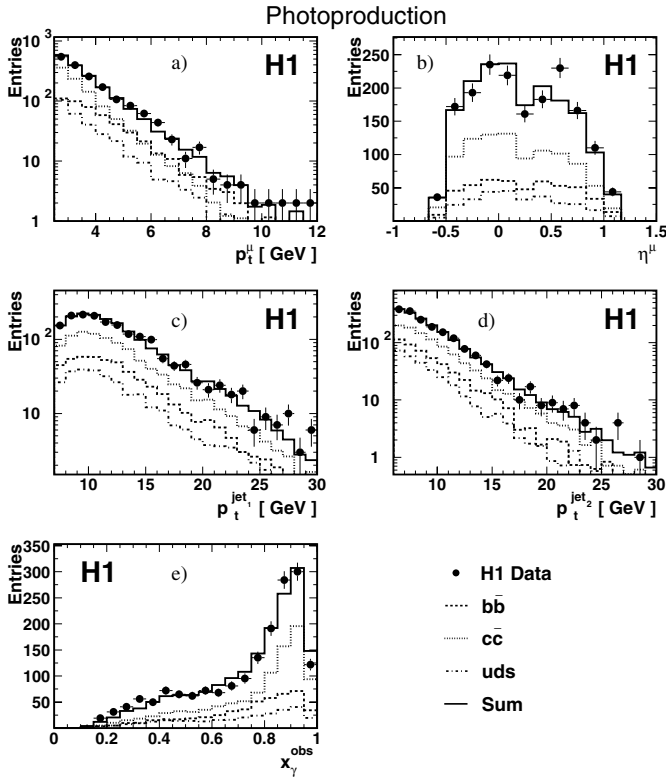 Photoproduction
Entries
10³
10²
10
1
a)
H1
4 6 8 10 12
p_t^μ [ GeV ]
Entries
250
200
150
100
50
b)
H1
-1 -0.5 0 0.5 1 1.5
η^μ
Entries
10²
10
c)
H1
10 15 20 25 30
p_t^jet₁ [ GeV ]
Entries
10²
10
1
d)
H1
10 15 20 25 30
p_t^jet₂ [ GeV ]
Entries
350
300
250
200
150
100
50
H1
e)
0 0.2 0.4 0.6 0.8 1
x_γ^obs
H1 Data
bb̄
cc̄
uds
Sum